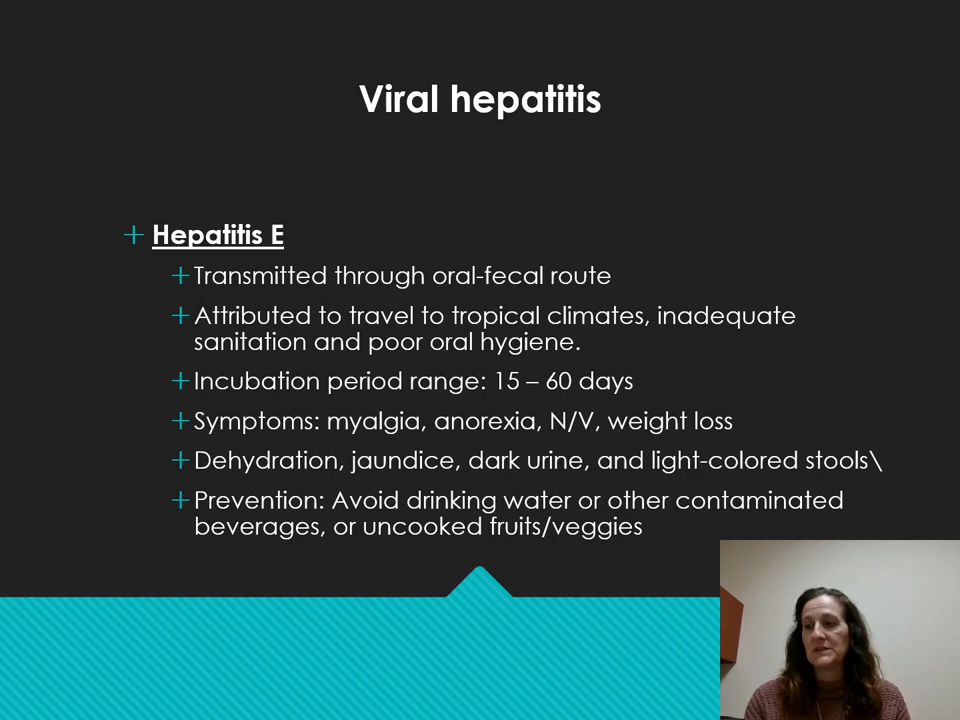 Viral hepatitis
Hepatitis E
Transmitted through oral-fecal route
Attributed to travel to tropical climates, inadequate
sanitation and poor oral hygiene.
Incubation period range: 15 – 60 days
Symptoms: myalgia, anorexia, N/V, weight loss
Dehydration, jaundice, dark urine, and light-colored stools\
Prevention: Avoid drinking water or other contaminated
beverages, or uncooked fruits/veggies